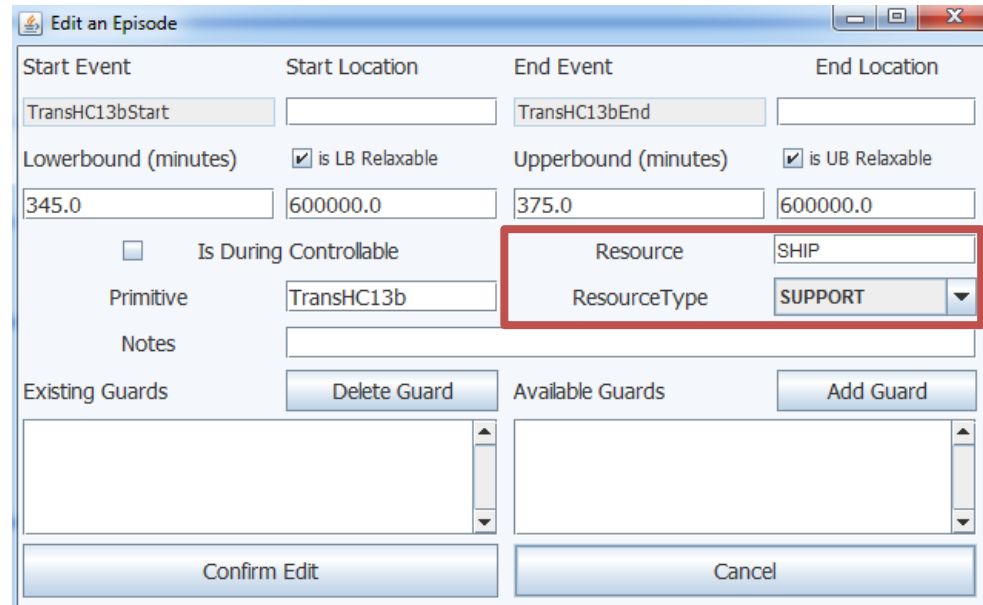 Edit an Episode
Start Event Start Location End Event End Location
TransHC13bStart TransHC13bEnd
Lowerbound (minutes) is LB Relaxable Upperbound (minutes) is UB Relaxable
345.0 600000.0 375.0 600000.0
Is During Controllable Resource SHIP
Primitive TransHC13b ResourceType SUPPORT
Notes
Existing Guards Delete Guard Available Guards Add Guard
Confirm Edit Cancel